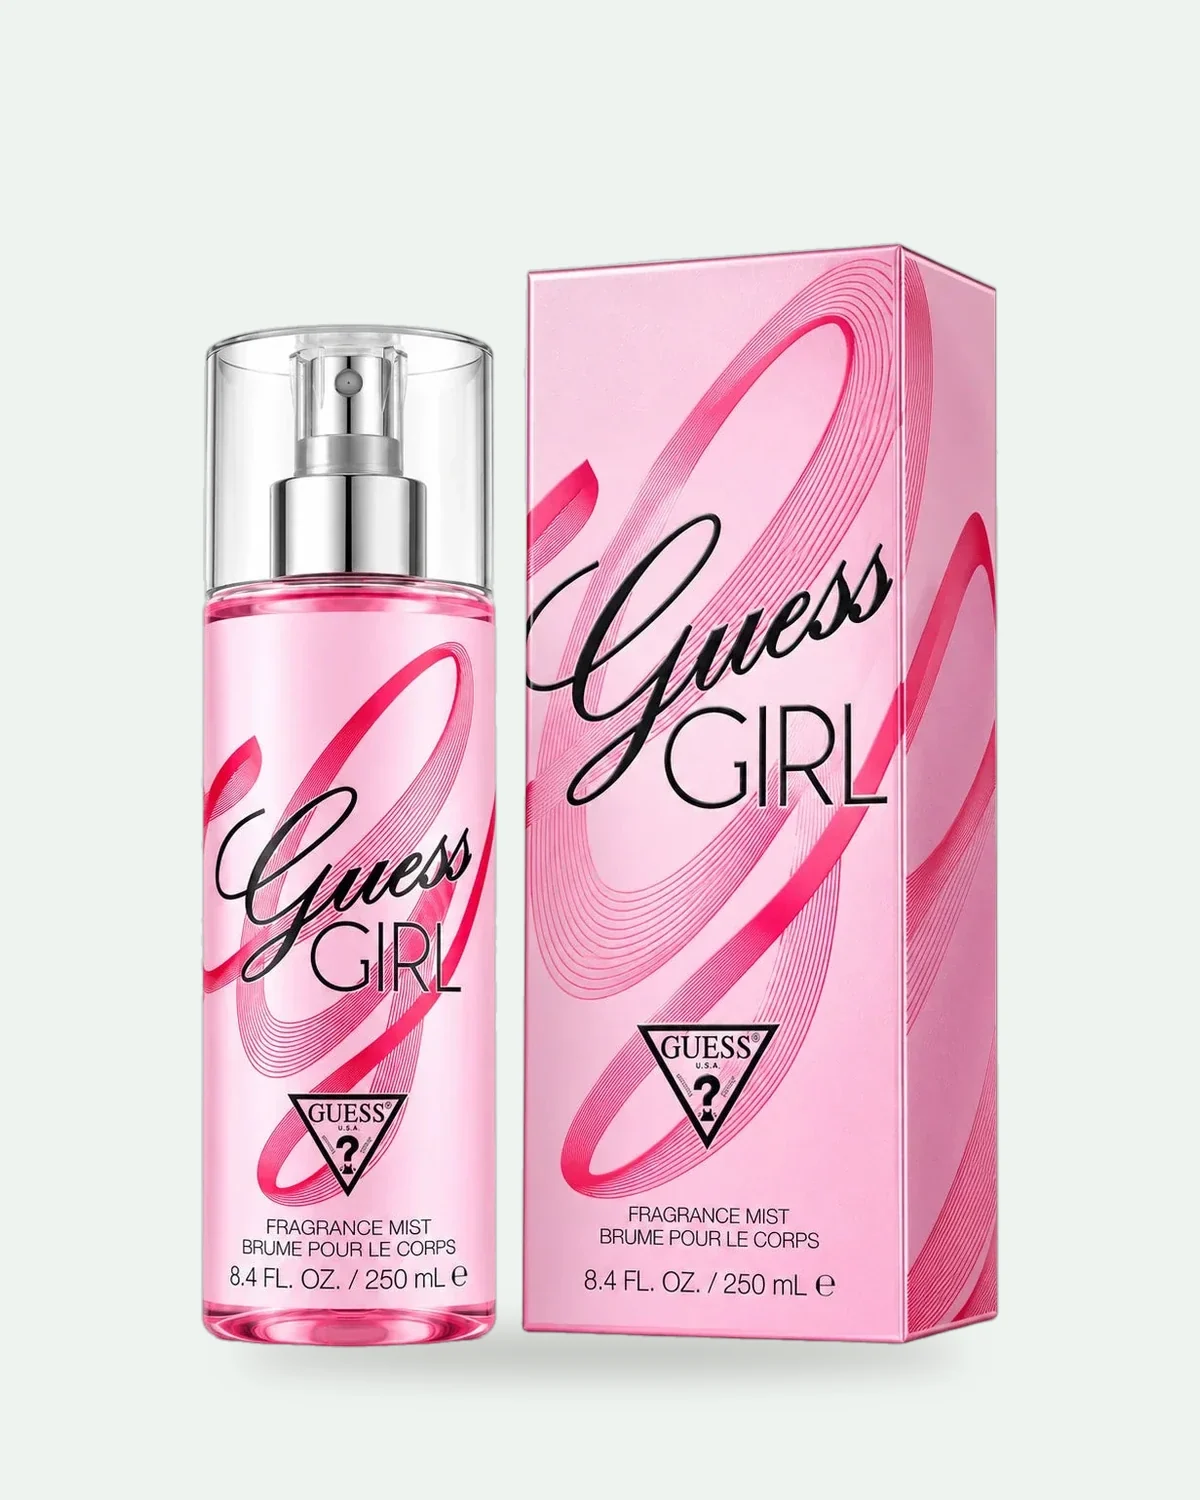 Guess
GIRL
GUESS®
U.S.A.
?
FRAGRANCE MIST
BRUME POUR LE CORPS
8.4 FL. OZ. / 250 mL ℮
Guess
GIRL
GUESS®
U.S.A.
?
FRAGRANCE MIST
BRUME POUR LE CORPS
8.4 FL. OZ. / 250 mL ℮